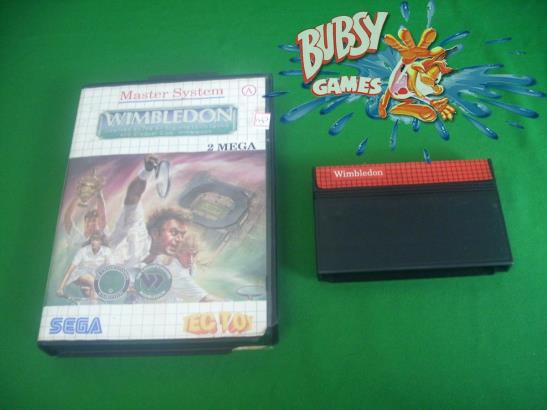 BUBSY
GAMES
Master System
WIMBLEDON
2 MEGA
SEGA
TEC TOY
Wimbledon